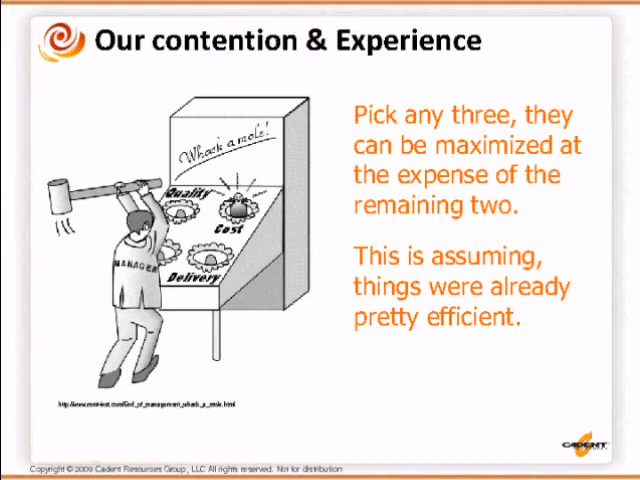 Our contention & Experience
Whack a mole!
Quality
Cost
MANAGER
Delivery
Pick any three, they
can be maximized at
the expense of the
remaining two.
This is assuming,
things were already
pretty efficient.
CADENT
Copyright © 2009 Cadent Resources Group, LLC All rights reserved. Not for distribution